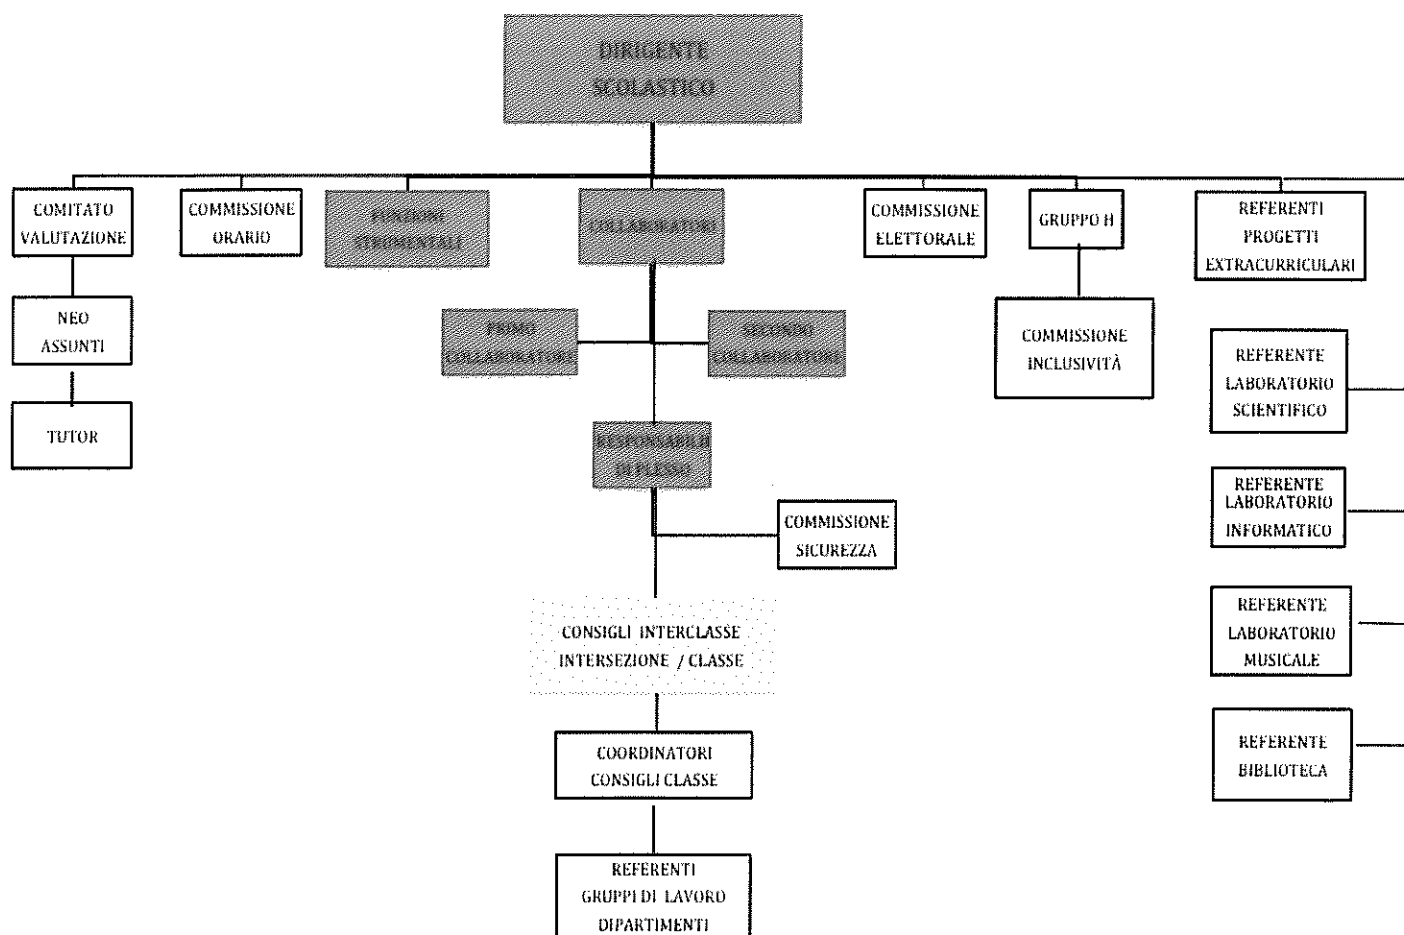 DIRIGENTE
SCOLASTICO
COMITATO
VALUTAZIONE
COMMISSIONE
ORARIO
FUNZIONI
STRUMENTALI
COLLABORATORI
COMMISSIONE
ELETTORALE
GRUPPO H
REFERENTI
PROGETTI
EXTRACURRICULARI
NEO
ASSUNTI
PRIMO
COLLABORATORE
SECONDO
COLLABORATORE
COMMISSIONE
INCLUSIVITÀ
REFERENTE
LABORATORIO
SCIENTIFICO
TUTOR
RESPONSABILI
DI PLESSO
REFERENTE
LABORATORIO
INFORMATICO
COMMISSIONE
SICUREZZA
CONSIGLI INTERCLASSE
INTERSEZIONE / CLASSE
REFERENTE
LABORATORIO
MUSICALE
COORDINATORI
CONSIGLI CLASSE
REFERENTE
BIBLIOTECA
REFERENTI
GRUPPI DI LAVORO
DIPARTIMENTI